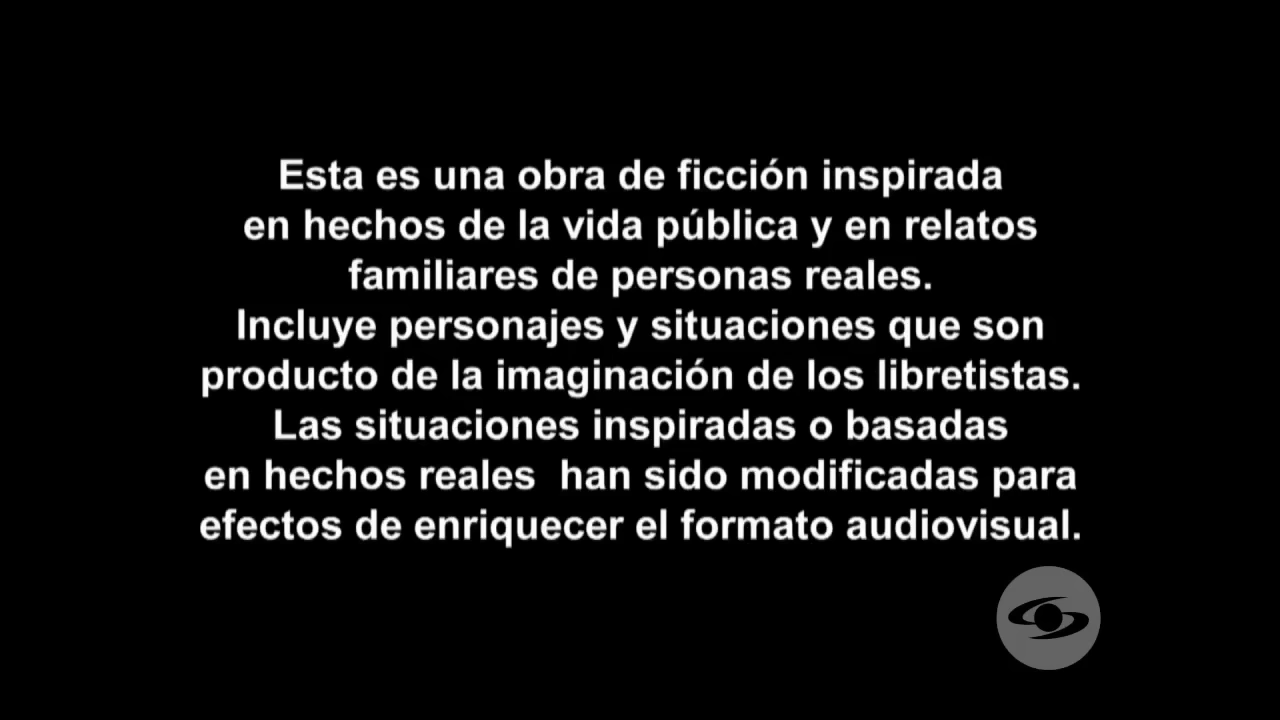 Esta es una obra de ficción inspirada
en hechos de la vida pública y en relatos
familiares de personas reales.
Incluye personajes y situaciones que son
producto de la imaginación de los libretistas.
Las situaciones inspiradas o basadas
en hechos reales  han sido modificadas para
efectos de enriquecer el formato audiovisual.